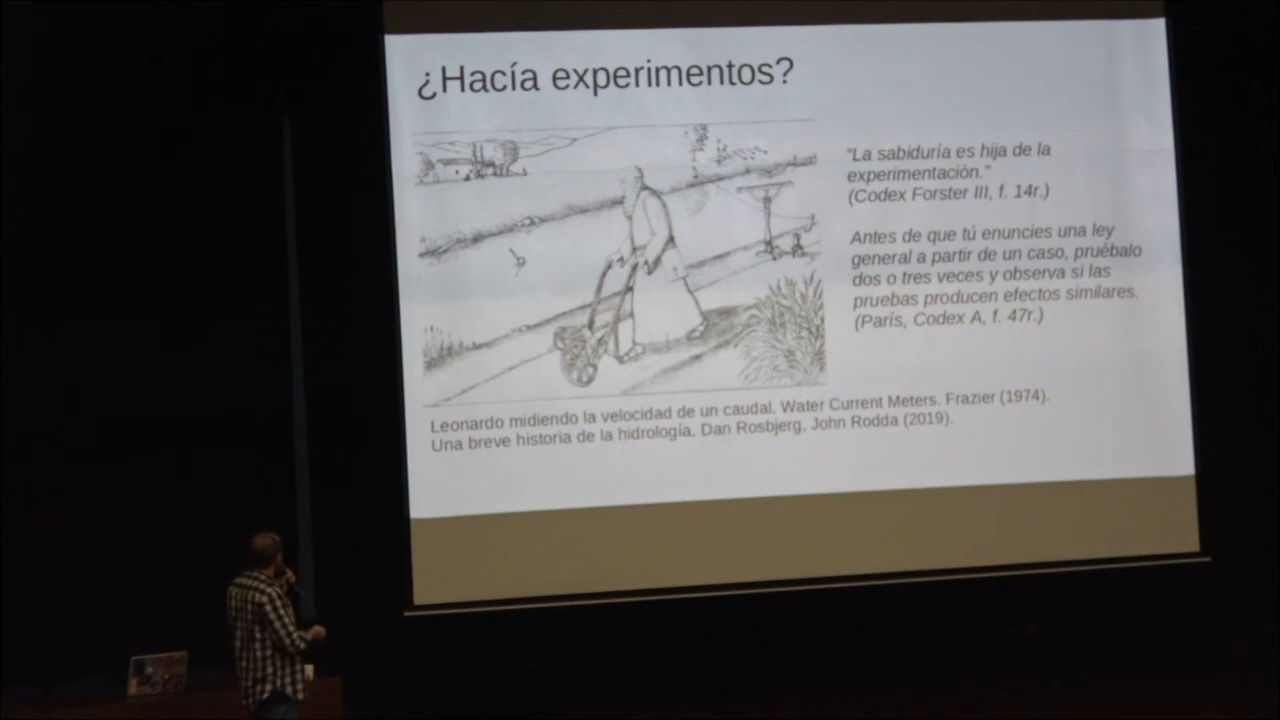 ¿Hacía experimentos?
“La sabiduría es hija de la
experimentación.”
(Codex Forster III, f. 14r.)
Antes de que tú enuncies una ley
general a partir de un caso, pruébalo
dos o tres veces y observa si las
pruebas producen efectos similares.
(París, Codex A, f. 47r.)
Leonardo midiendo la velocidad de un caudal. Water Current Meters. Frazier (1974).
Una breve historia de la hidrología. Dan Rosbjerg. John Rodda (2019).